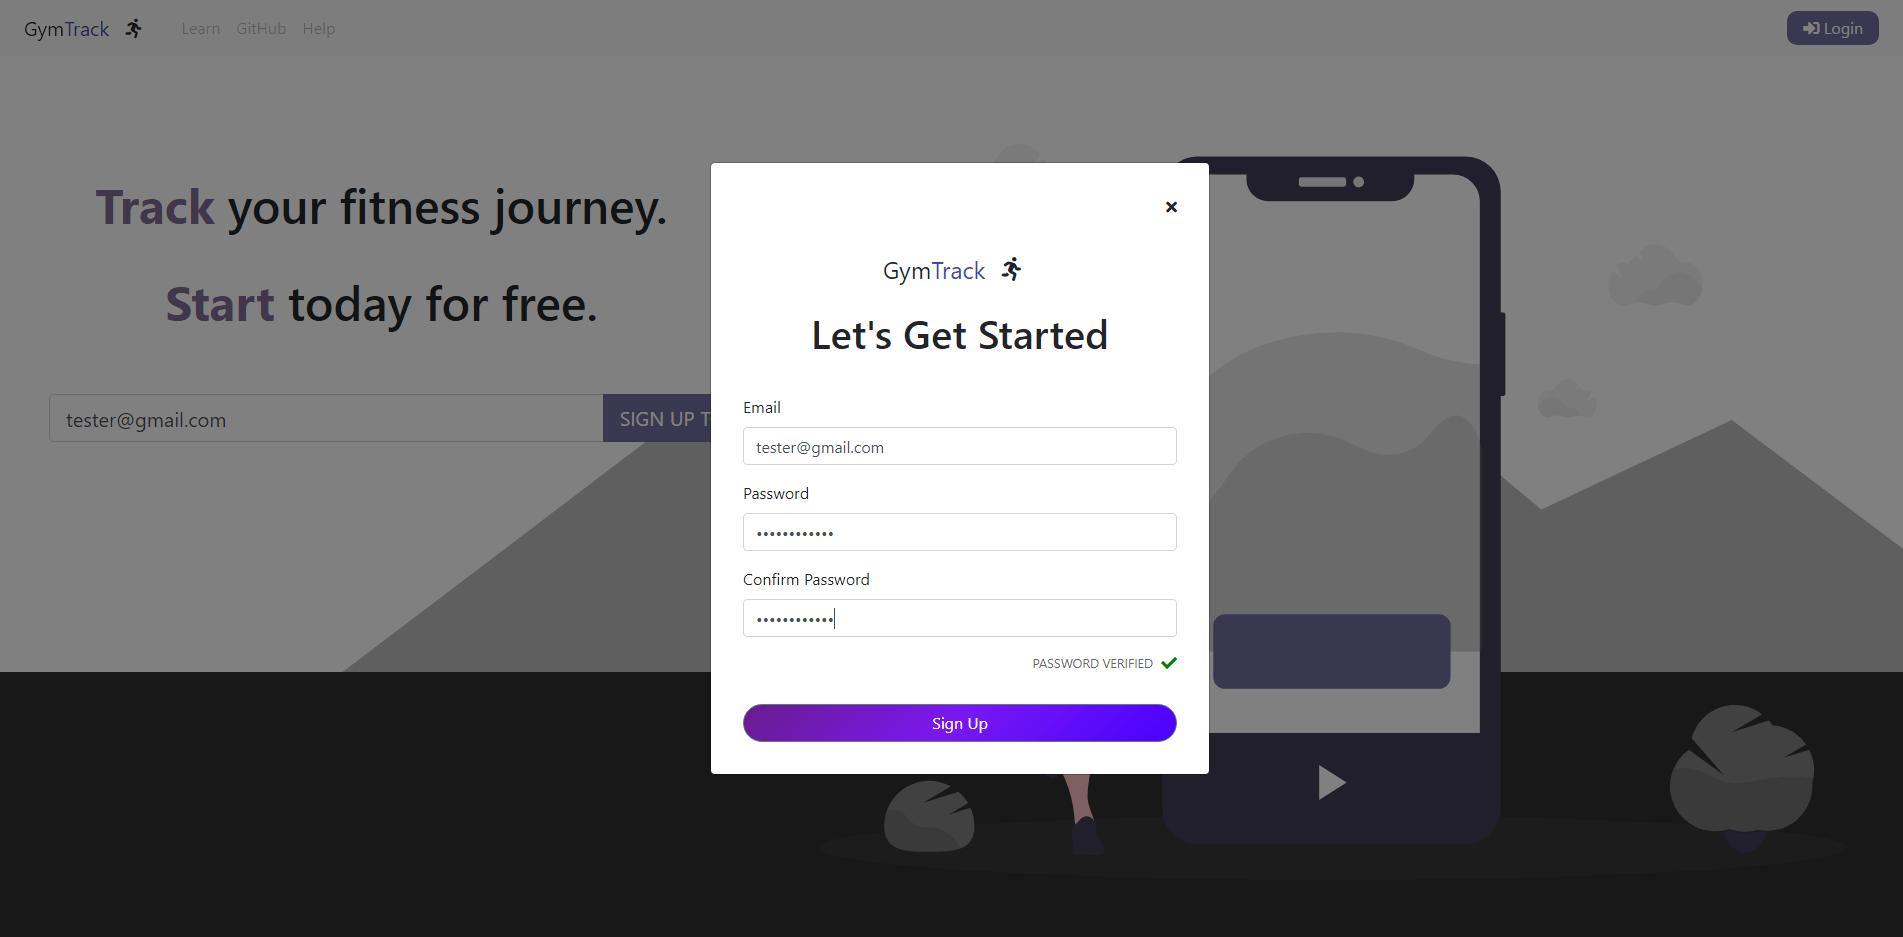 GymTrack Learn GitHub Help Login
Track your fitness journey.
Start today for free.
tester@gmail.com SIGN UP
GymTrack
Let's Get Started
Email
tester@gmail.com
Password
••••••••••••
Confirm Password
••••••••••••
PASSWORD VERIFIED
Sign Up